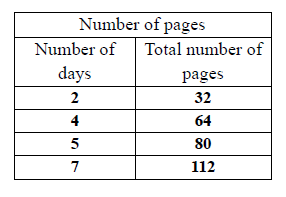 Number of pages
Number of Total number of
days pages
2 32
4 64
5 80
7 112